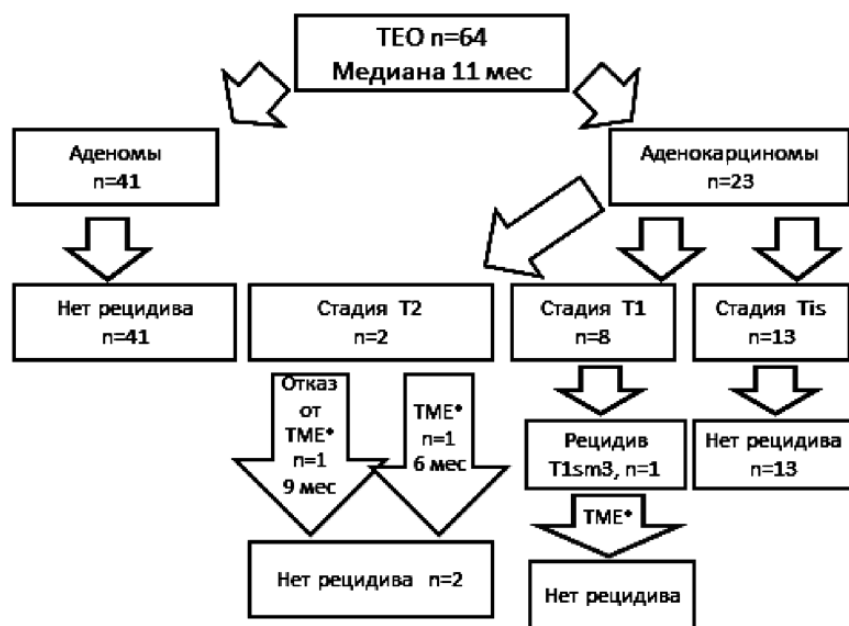 ТЕО n=64
Медиана 11 мес
Аденомы
n=41
Аденокарциномы
n=23
Нет рецидива
n=41
Стадия T2
n=2
Стадия T1
n=8
Стадия Tis
n=13
Отказ
от
TME*
n=1
9 мес
TME*
n=1
6 мес
Рецидив
T1sm3, n=1
Нет рецидива
n=13
TME*
Нет рецидива n=2
Нет рецидива